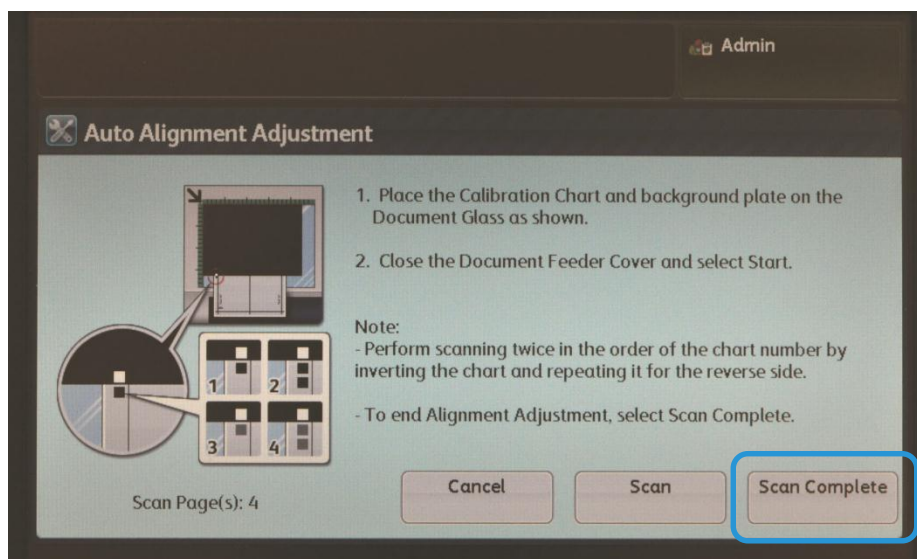 Admin
Auto Alignment Adjustment
1. Place the Calibration Chart and background plate on the
Document Glass as shown.
2. Close the Document Feeder Cover and select Start.
Note:
- Perform scanning twice in the order of the chart number by
inverting the chart and repeating it for the reverse side.
- To end Alignment Adjustment, select Scan Complete.
1
2
3
4
Scan Page(s): 4
Cancel
Scan
Scan Complete